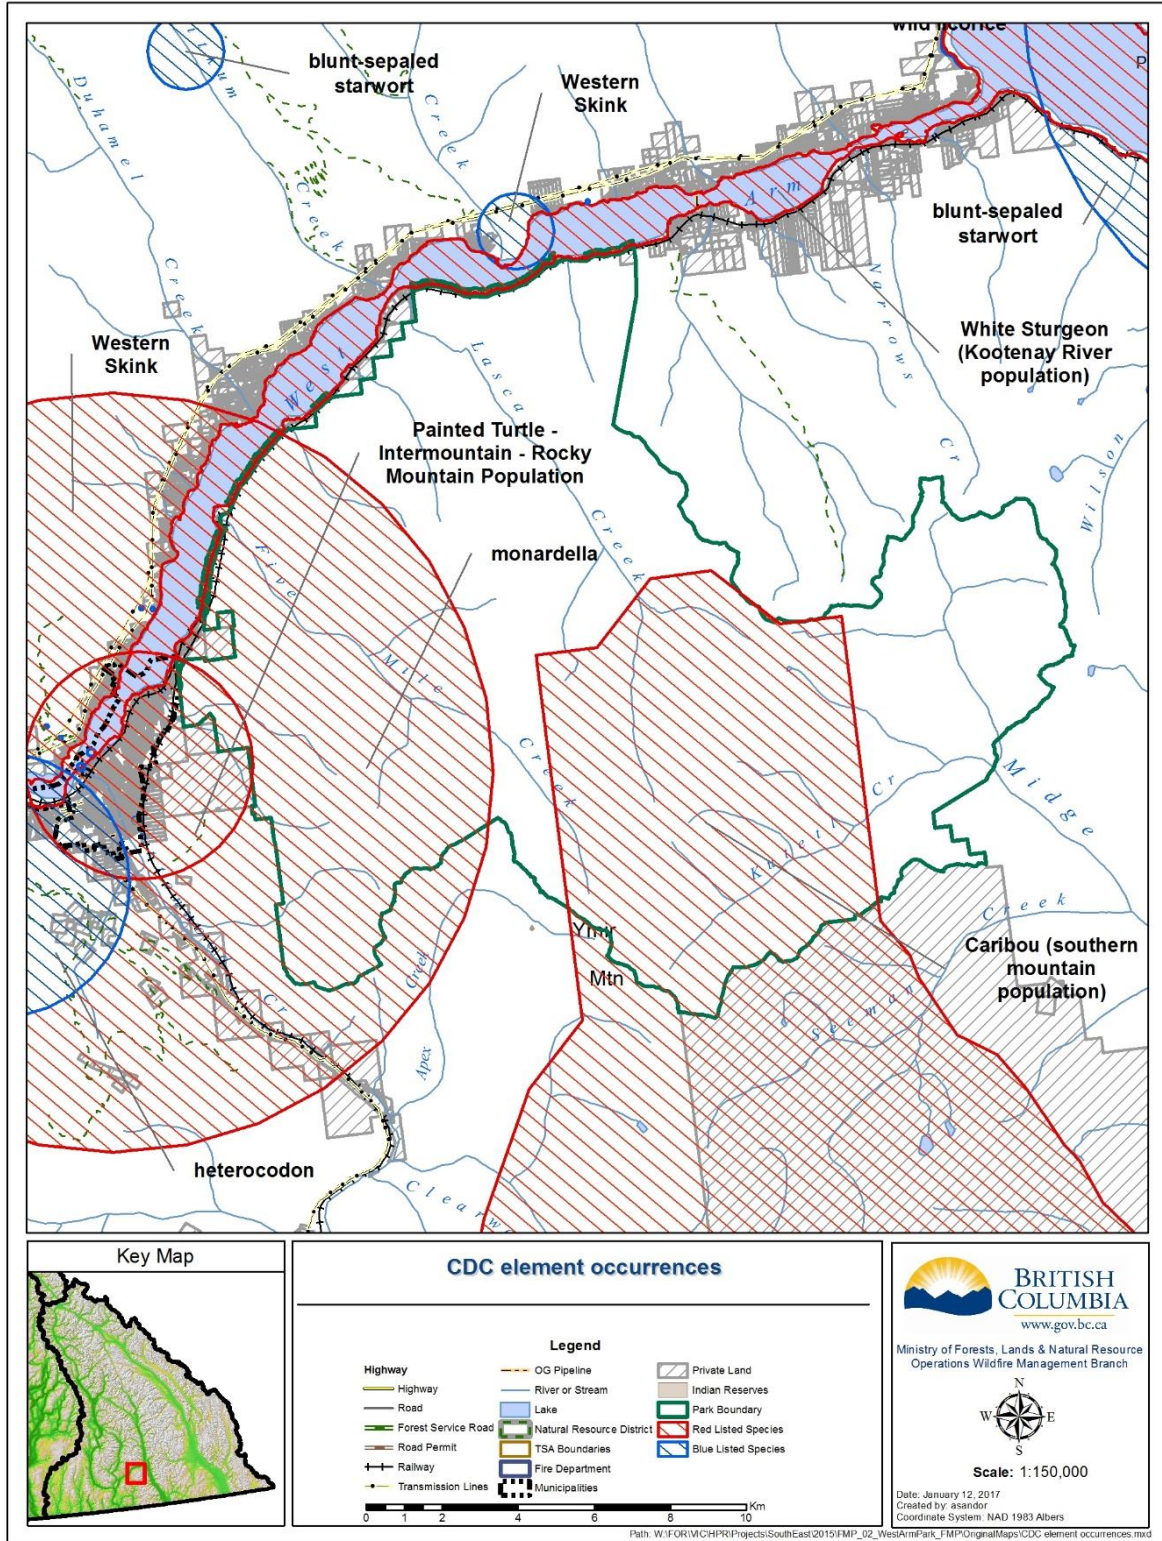 wild licorice
P
blunt-sepaled
starwort
Western
Skink
Duhamel
Creek
Creek
Creek
Arm
blunt-sepaled
starwort
Narrows
Cr
White Sturgeon
(Kootenay River
population)
Western
Skink
West
Lasca
Creek
Painted Turtle -
Intermountain - Rocky
Mountain Population
monardella
Wilson
Five
Mile
Creek
Midge
Creek
Cr
Ymir
Mtn
Caribou (southern
mountain
population)
Seeman
Creek
Cr
Apex
heterocodon
Key Map
CDC element occurrences
Legend
Highway
Highway
Road
Forest Service Road
Road Permit
Railway
Transmission Lines
OG Pipeline
River or Stream
Lake
Natural Resource District
TSA Boundaries
Fire Department
Municipalities
Private Land
Indian Reserves
Park Boundary
Red Listed Species
Blue Listed Species
Km
0 1 2 4 6 8 10
BRITISH
COLUMBIA
www.gov.bc.ca
Ministry of Forests, Lands & Natural Resource
Operations Wildfire Management Branch
N
W E
S
Scale: 1:150,000
Date: January 12, 2017
Created by: asandor
Coordinate System: NAD 1983 Albers
Path: W:\FOR\VIC\HPR\Projects\SouthEast\2015\FMP_02_WestArmPark_FMP\OriginalMaps\CDC element occurrences.mxd